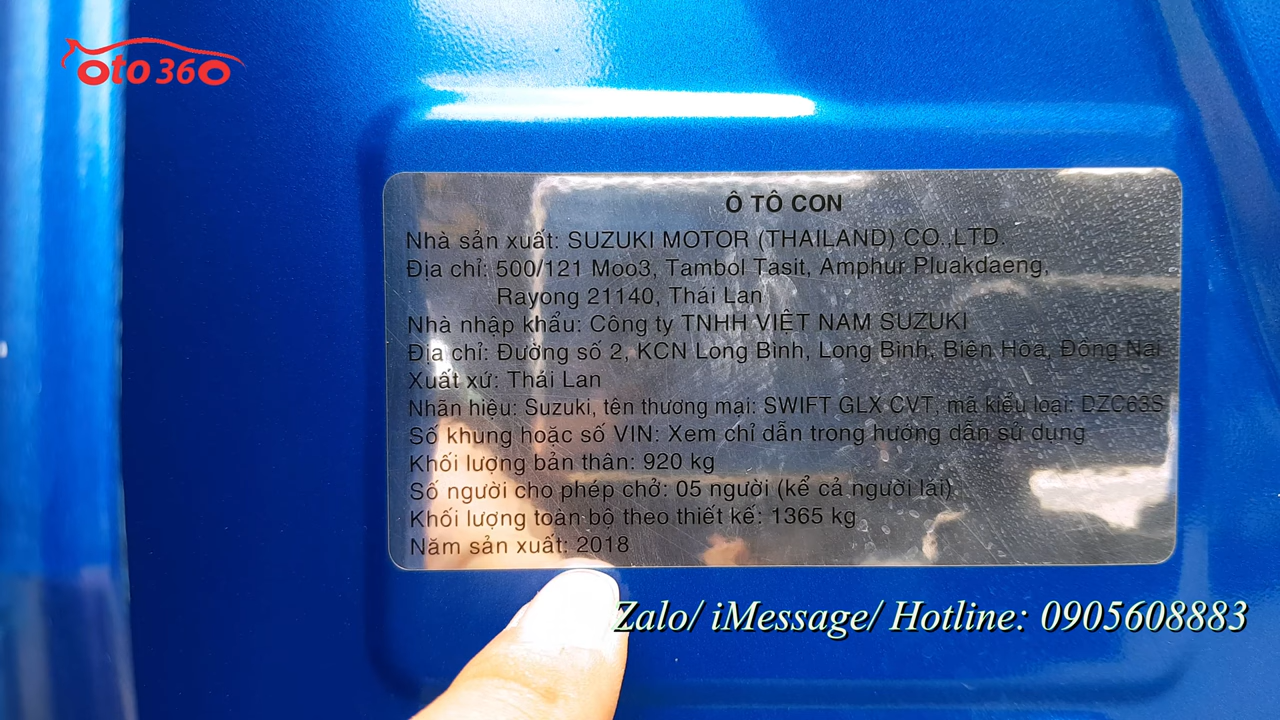 oto 360
Ô TÔ CON
Nhà sản xuất: SUZUKI MOTOR (THAILAND) CO.,LTD.
Địa chỉ: 500/121 Moo3, Tambol Tasit, Amphur Pluakdaeng,
Rayong 21140, Thái Lan
Nhà nhập khẩu: Công ty TNHH VIỆT NAM SUZUKI
Địa chỉ: Đường số 2, KCN Long Bình, Long Bình, Biên Hòa, Đồng Nai
Xuất xứ: Thái Lan
Nhãn hiệu: Suzuki, tên thương mại: SWIFT GLX CVT, mã kiểu loại: DZC63S
Số khung hoặc số VIN: Xem chỉ dẫn trong hướng dẫn sử dụng
Khối lượng bản thân: 920 kg
Số người cho phép chở: 05 người (kể cả người lái)
Khối lượng toàn bộ theo thiết kế: 1365 kg
Năm sản xuất: 2018
Zalo/ iMessage/ Hotline: 0905608883